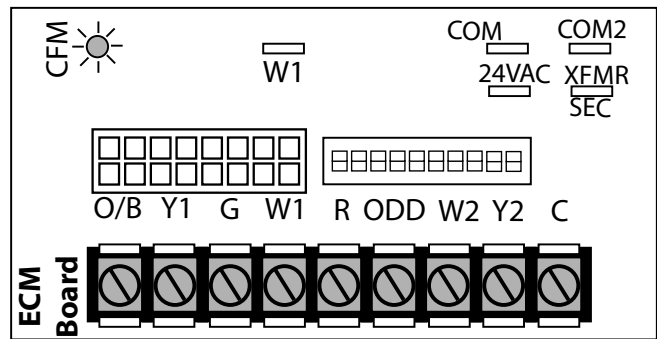 CFM
W1
COM
COM2
24VAC
XFMR
SEC
O/B Y1 G W1 R ODD W2 Y2 C
ECM
Board